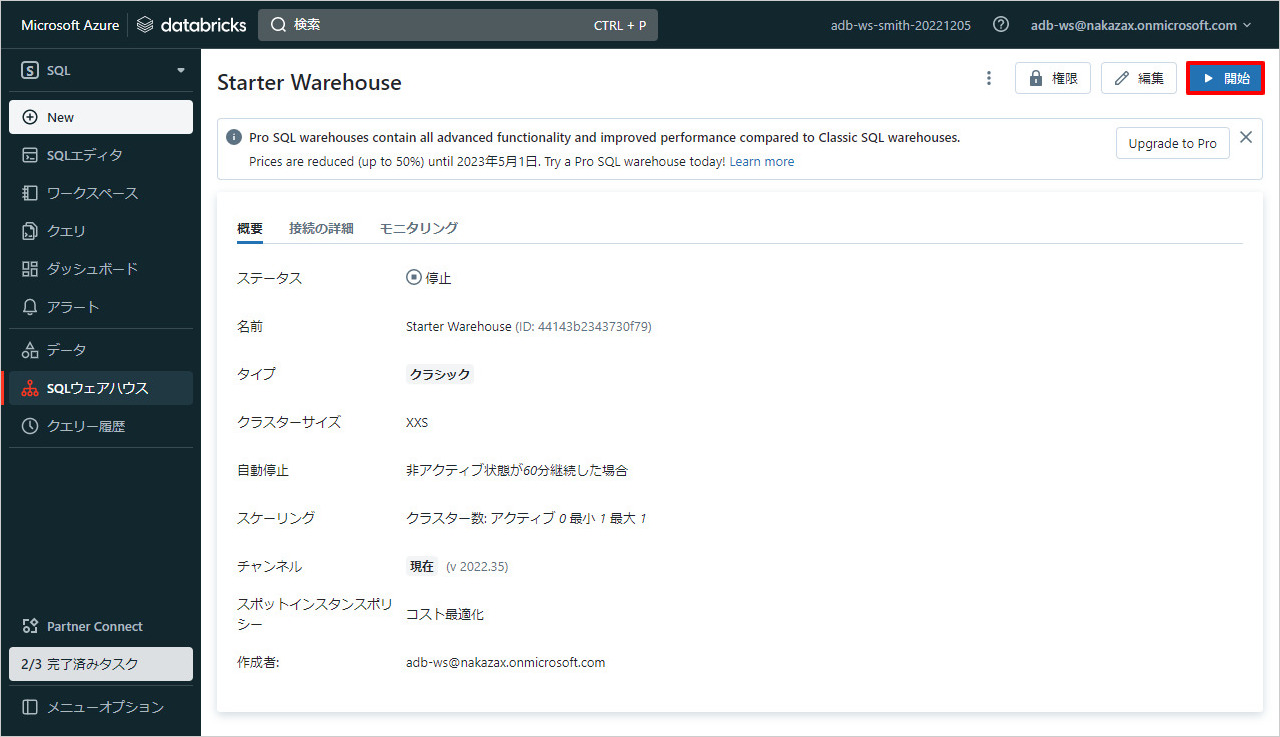 Microsoft Azure databricks 検索 CTRL + P adb-ws-smith-20221205 adb-ws@nakazax.onmicrosoft.com
SQL
New
SQLエディタ
ワークスペース
クエリ
ダッシュボード
アラート
データ
SQLウェアハウス
クエリー履歴
Partner Connect
2/3 完了済みタスク
メニューオプション
Starter Warehouse 権限 編集 開始
Pro SQL warehouses contain all advanced functionality and improved performance compared to Classic SQL warehouses.
Prices are reduced (up to 50%) until 2023年5月1日. Try a Pro SQL warehouse today! Learn more
Upgrade to Pro
概要 接続の詳細 モニタリング
ステータス 停止
名前 Starter Warehouse (ID: 44143b2343730f79)
タイプ クラシック
クラスターサイズ XXS
自動停止 非アクティブ状態が60分継続した場合
スケーリング クラスター数: アクティブ 0 最小 1 最大 1
チャンネル 現在 (v 2022.35)
スポットインスタンスポリ
シー コスト最適化
作成者: adb-ws@nakazax.onmicrosoft.com